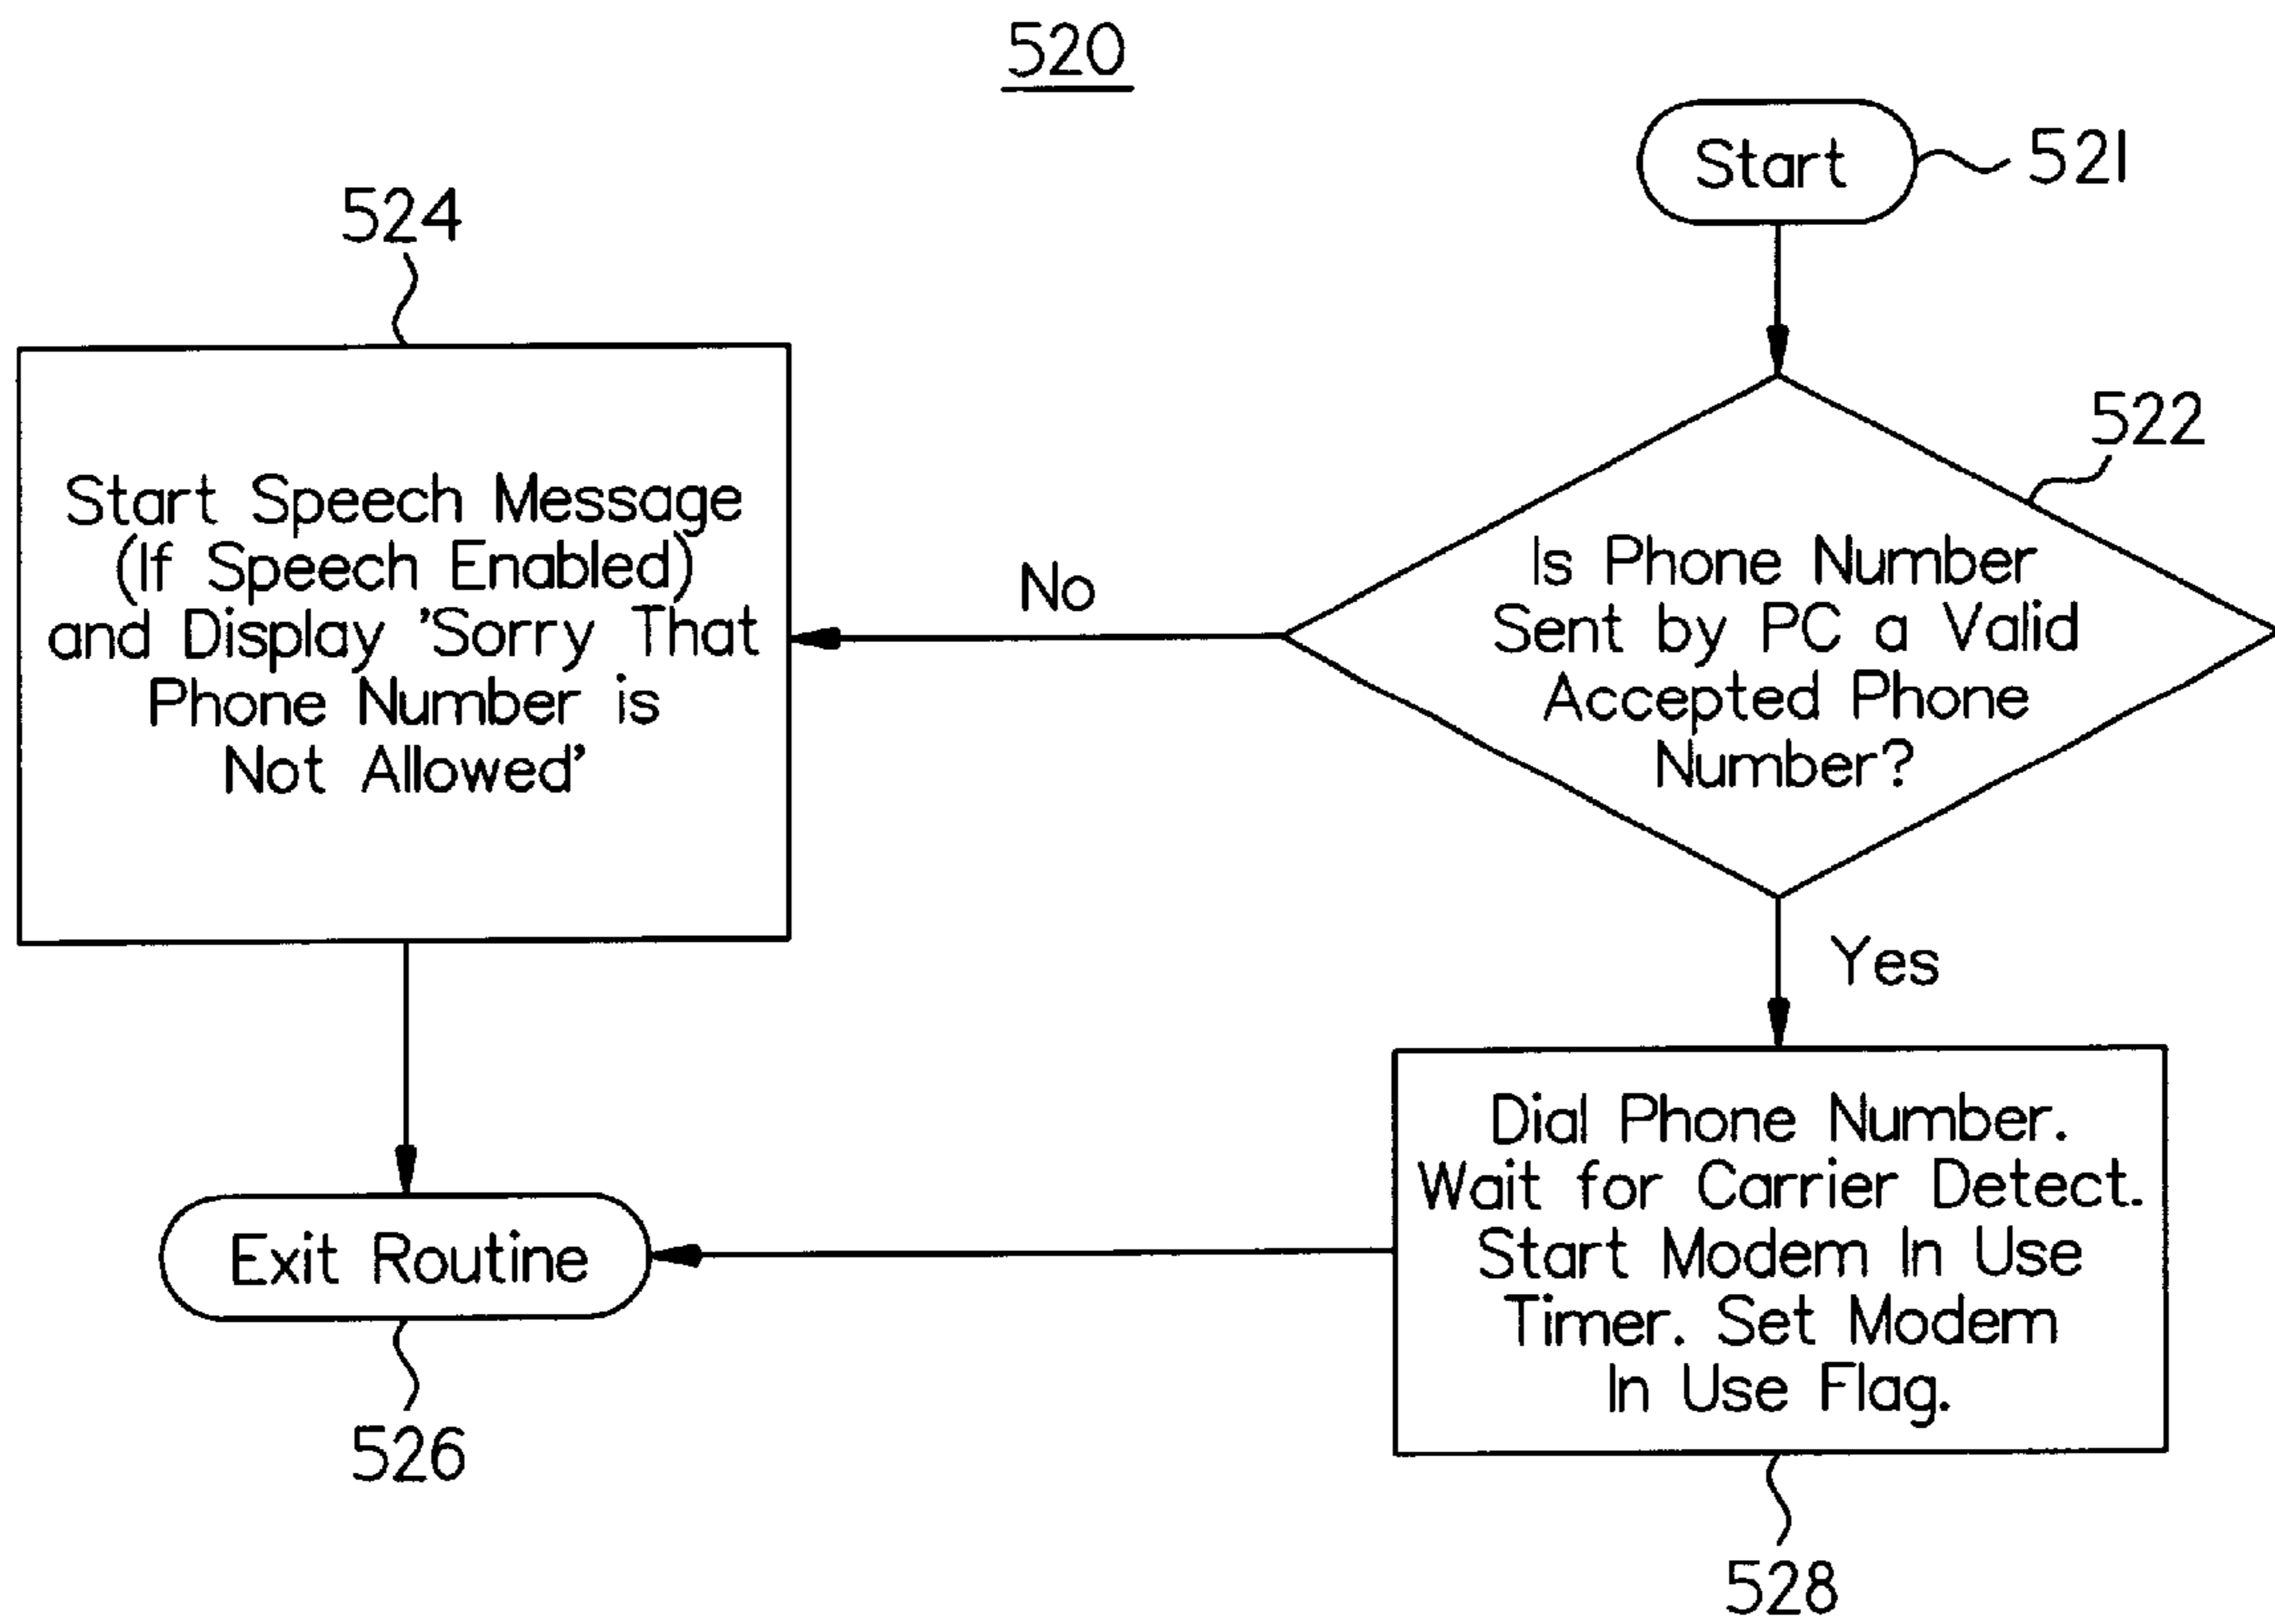 520
Start
521
522
Is Phone Number
Sent by PC a Valid
Accepted Phone
Number?
No
524
Start Speech Message
(If Speech Enabled)
and Display 'Sorry That
Phone Number is
Not Allowed'
Yes
Dial Phone Number.
Wait for Carrier Detect.
Start Modem In Use
Timer. Set Modem
In Use Flag.
528
Exit Routine
526